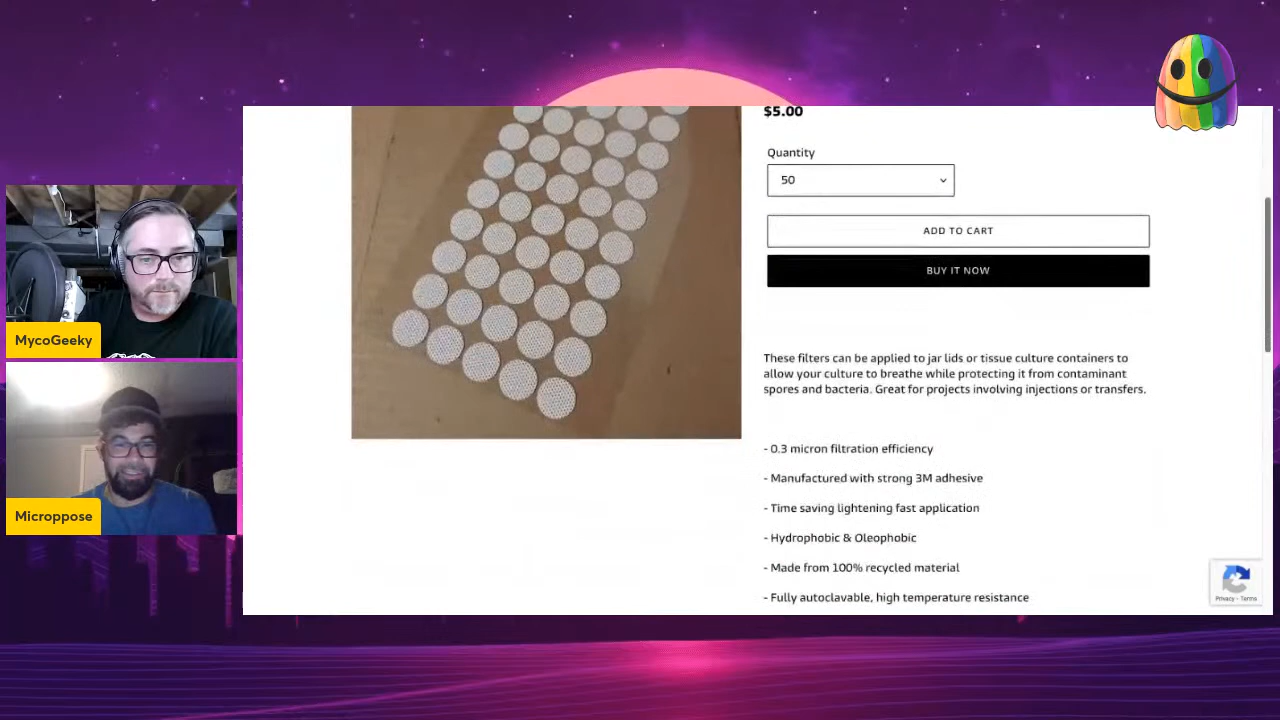 $5.00
Quantity
50
ADD TO CART
BUY IT NOW
These filters can be applied to jar lids or tissue culture containers to
allow your culture to breathe while protecting it from contaminant
spores and bacteria. Great for projects involving injections or transfers.
- 0.3 micron filtration efficiency
- Manufactured with strong 3M adhesive
- Time saving lightening fast application
- Hydrophobic & Oleophobic
- Made from 100% recycled material
- Fully autoclavable, high temperature resistance
Privacy - Terms
MycoGeeky
Microppose